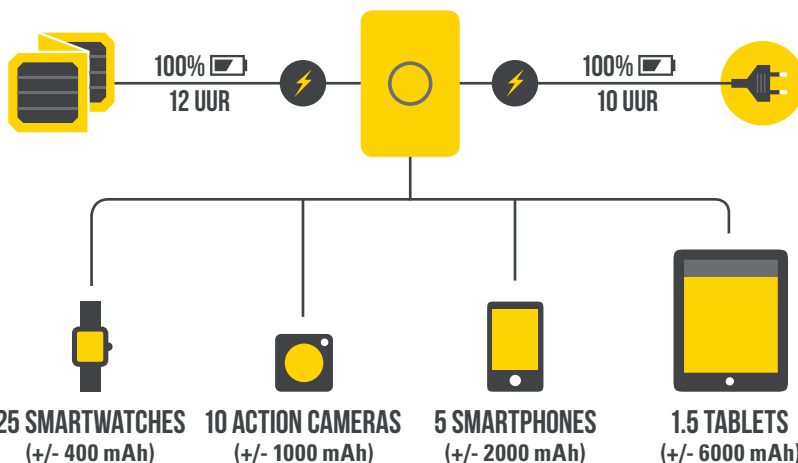 100%
12 UUR
100%
10 UUR
25 SMARTWATCHES
(+/- 400 mAh)
10 ACTION CAMERAS
(+/- 1000 mAh)
5 SMARTPHONES
(+/- 2000 mAh)
1.5 TABLETS
(+/- 6000 mAh)